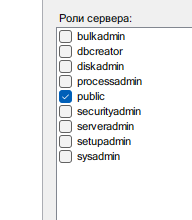 Роли сервера:
bulkadmin
dbcreator
diskadmin
processadmin
public
securityadmin
serveradmin
setupadmin
sysadmin